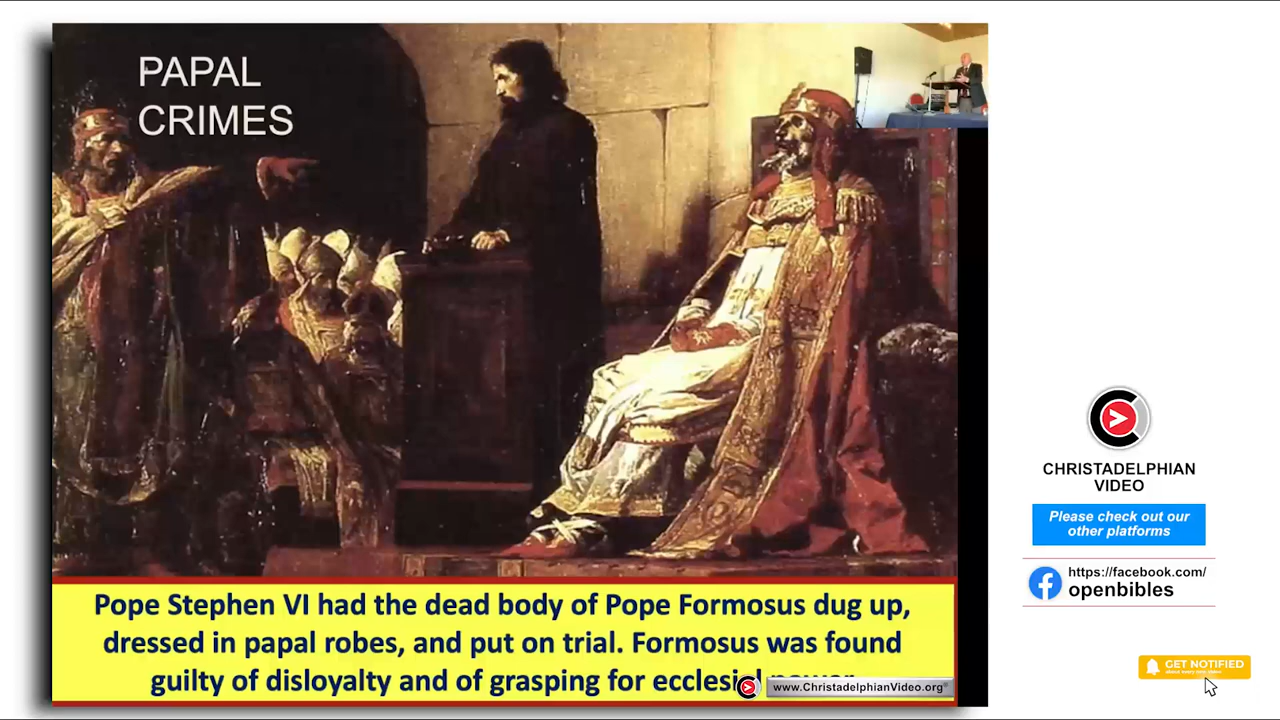 PAPAL
CRIMES
Pope Stephen VI had the dead body of Pope Formosus dug up,
dressed in papal robes, and put on trial. Formosus was found
guilty of disloyalty and of grasping for
www.ChristadelphianVideo.org
CHRISTADELPHIAN
VIDEO
Please check out our
other platforms
https://facebook.com/
openbibles
GET NOTIFIED